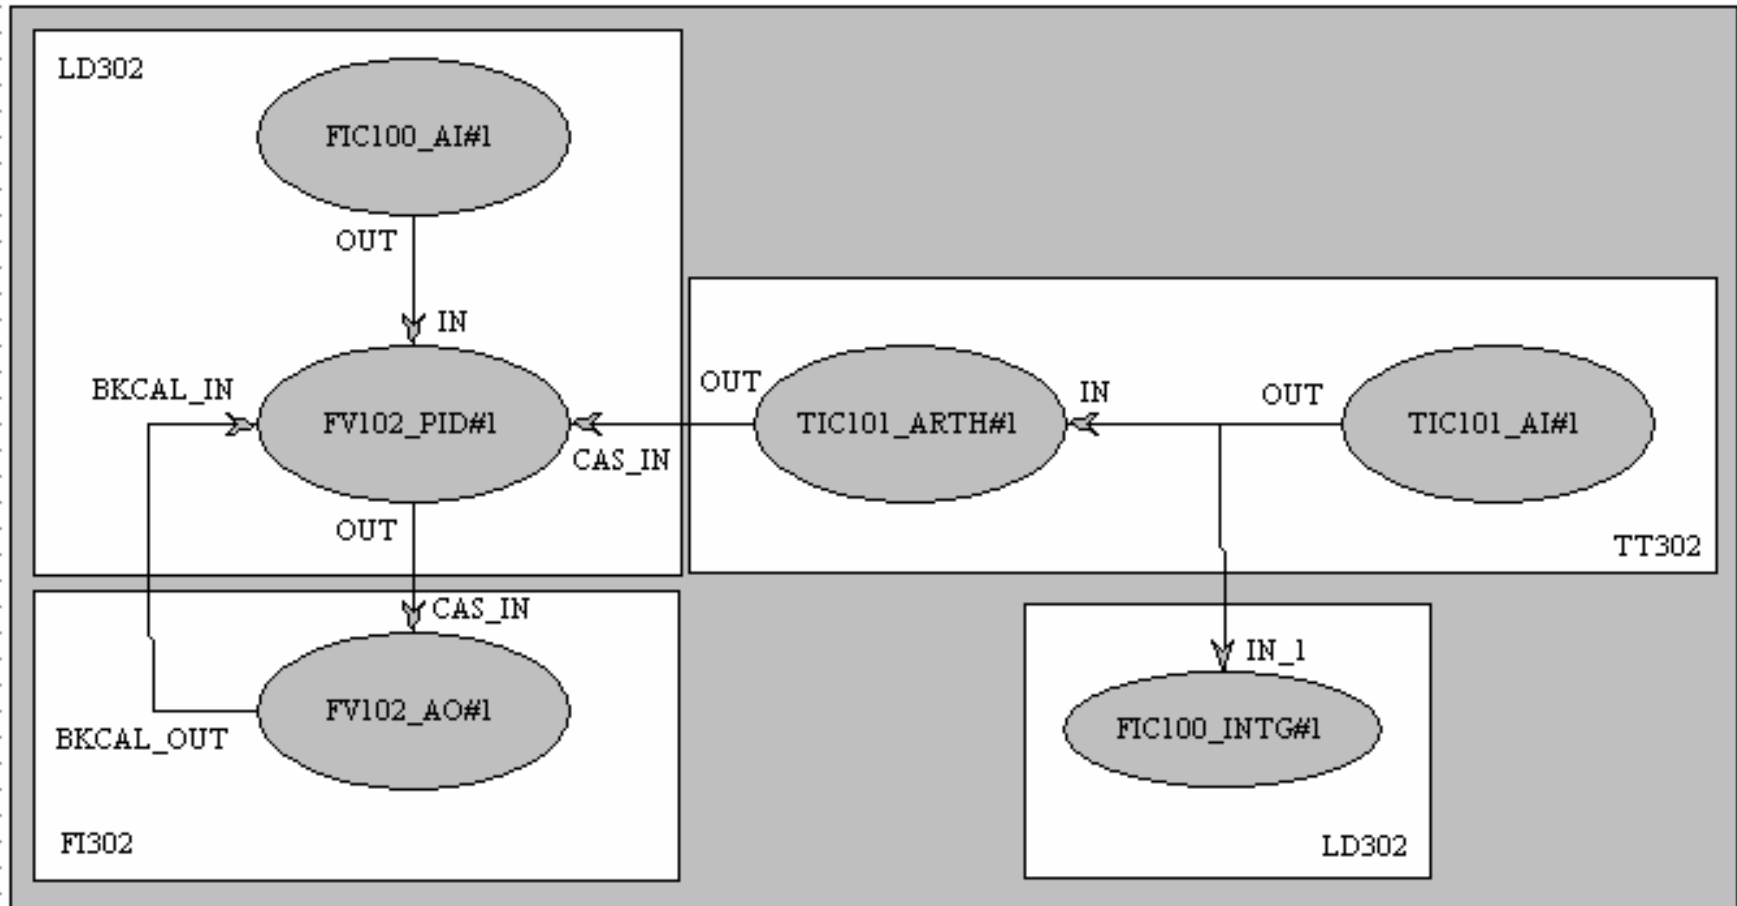 LD302
FIC100_AI#1
OUT
IN
BKCAL_IN
FV102_PID#1
CAS_IN
OUT
OUT
TIC101_ARTH#1
IN
OUT
TIC101_AI#1
TT302
CAS_IN
FV102_AO#1
BKCAL_OUT
FI302
IN_1
FIC100_INTG#1
LD302